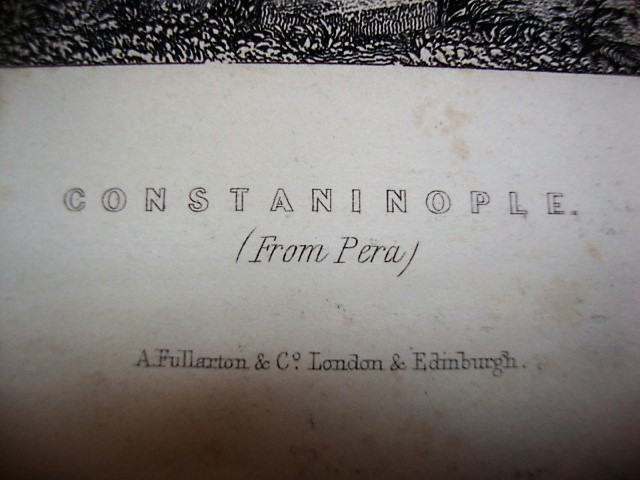 CONSTANINOPLE.
(From Pera)
A. Fullarton & Co. London & Edinburgh.